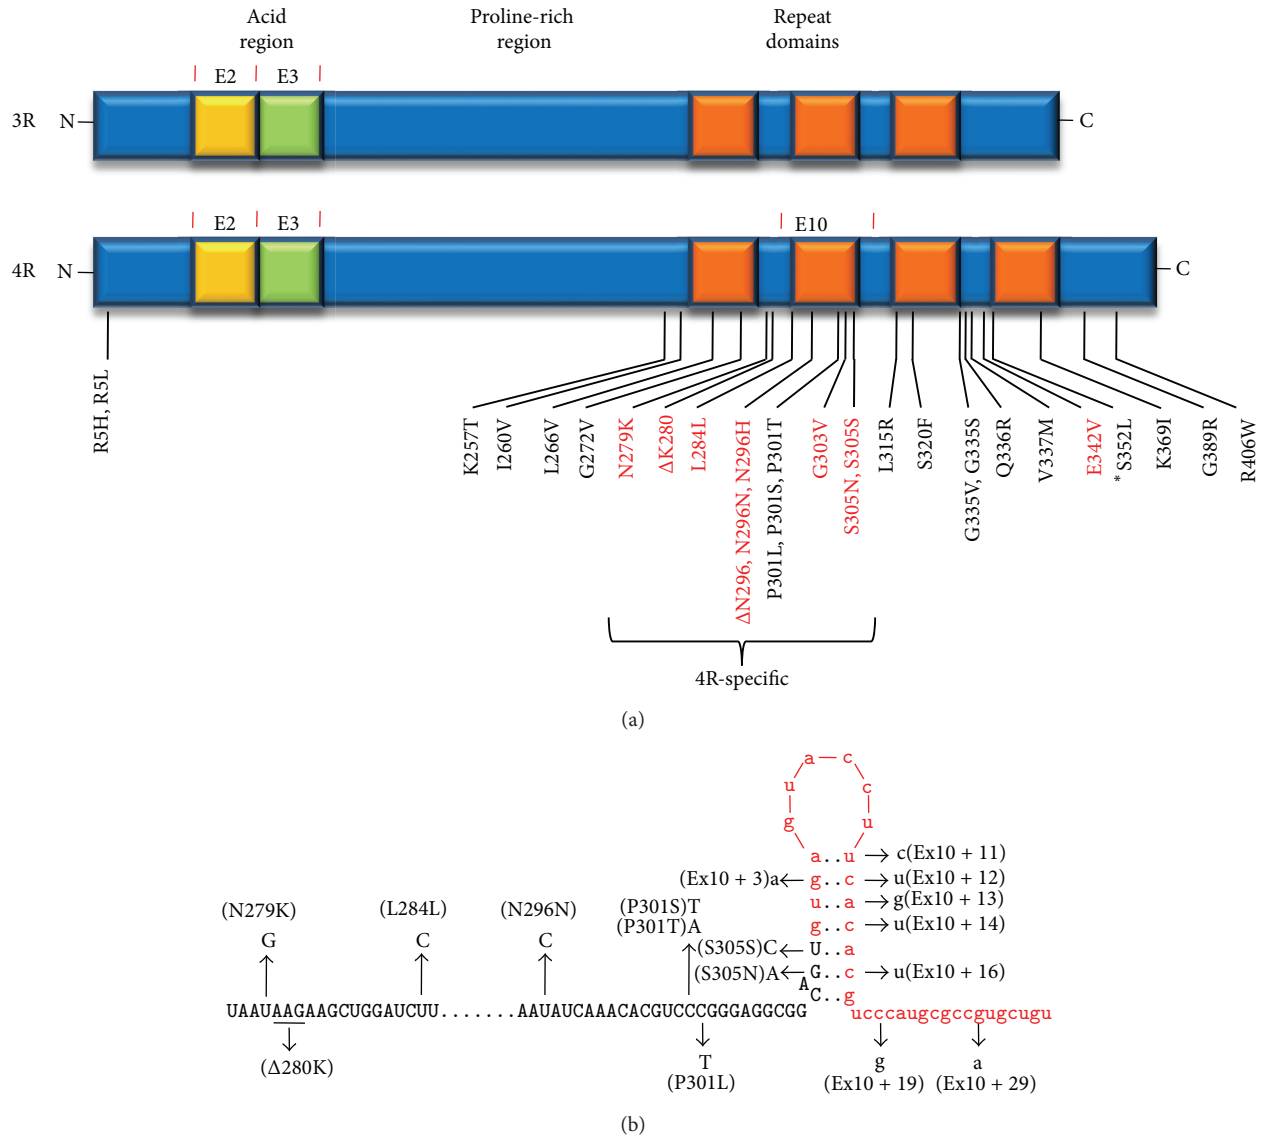 Acid region
Proline-rich region
Repeat domains
E2 E3
3R N C
E2 E3 E10
4R N C
R5H, R5L
K257T
I260V
L266V
G272V
N279K
ΔK280
L284L
ΔN296, N296N, N296H
P301L, P301S, P301T
G303V
S305N, S305S
L315R
S320F
G335V, G335S
Q336R
V337M
E342V
*S352L
K369I
G389R
R406W
4R-specific
(a)
a c
u c
g u
a..u c(Ex10 + 11)
(Ex10 + 3)a g..c u(Ex10 + 12)
u..a g(Ex10 + 13)
g..c u(Ex10 + 14)
(S305S)C U..a
(S305N)A G..c u(Ex10 + 16)
A
C..g
(N279K) (L284L) (N296N) (P301S)T
(P301T)A
G C C
UAAUAAGAAGCUGGAUCUU.......AAUAUCAAACACGUCCCGGGAGGCGG
ucccaugcgccgugcugu
(Δ280K)
T
(P301L)
g a
(Ex10 + 19) (Ex10 + 29)
(b)